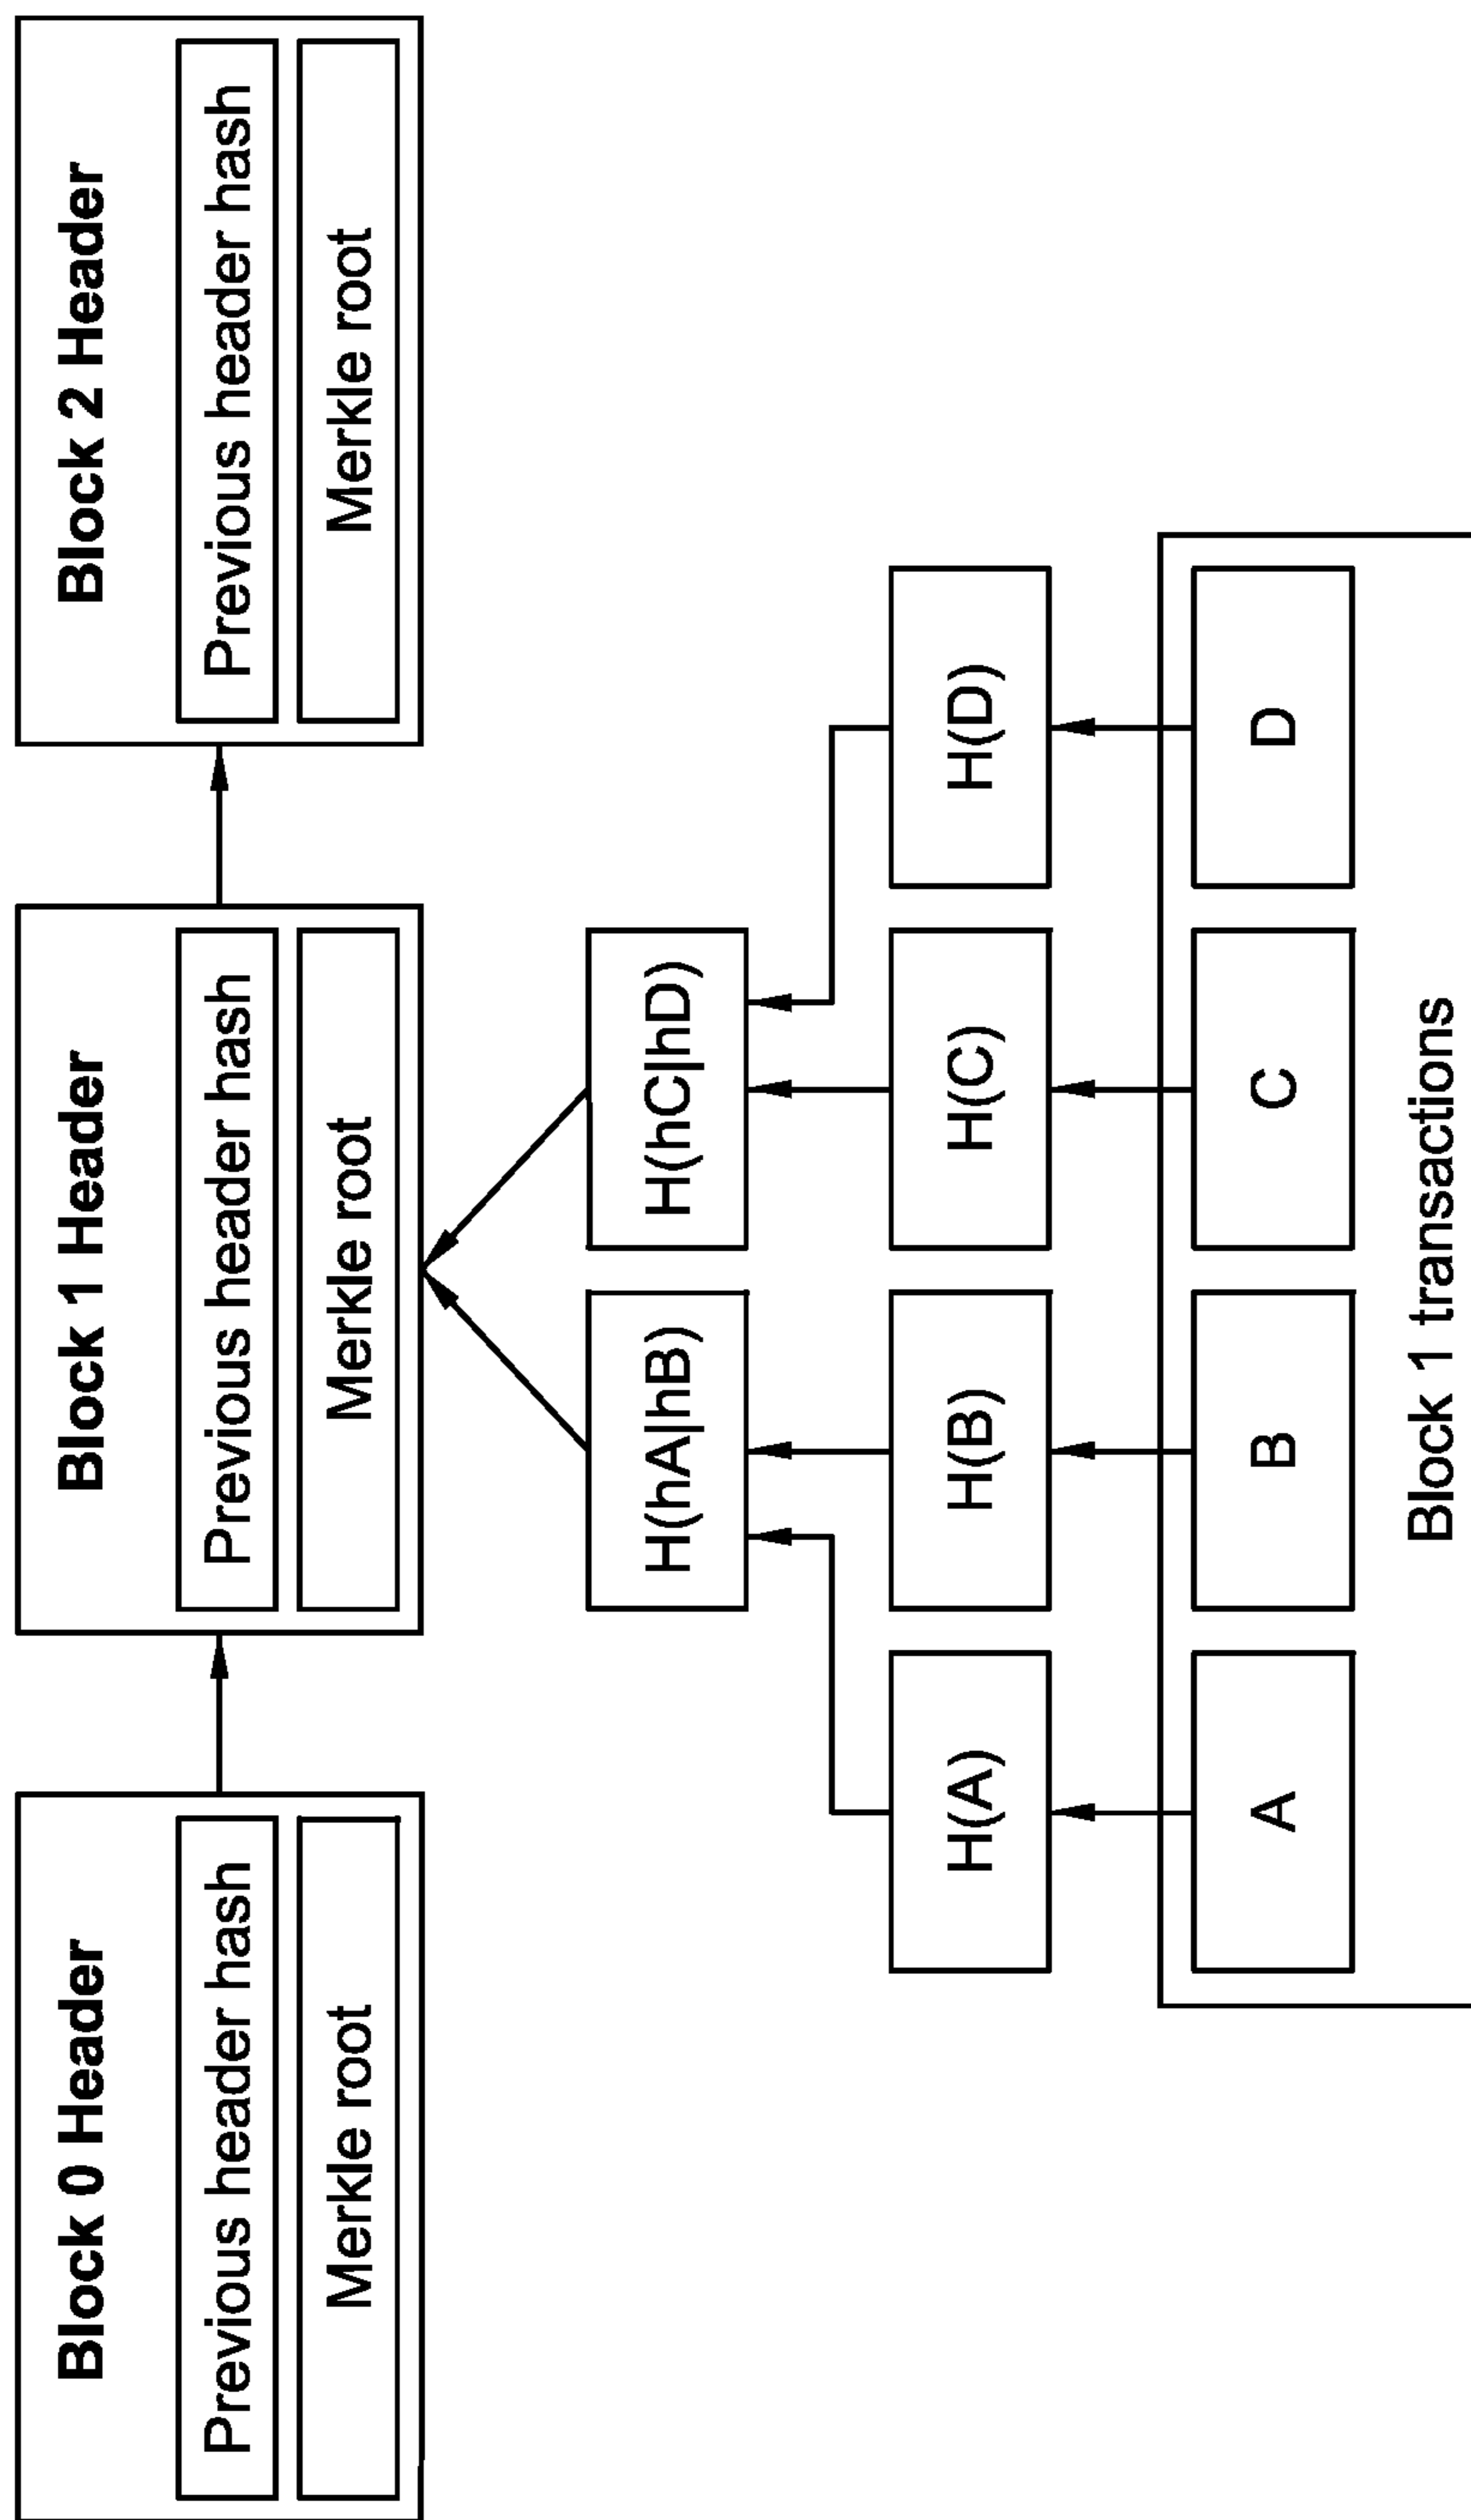 Block 0 Header
Previous header hash
Merkle root
Block 1 Header
Previous header hash
Merkle root
Block 2 Header
Previous header hash
Merkle root
H(hA|hB)
H(hC|hD)
H(A)
H(B)
H(C)
H(D)
A
B
C
D
Block 1 transactions